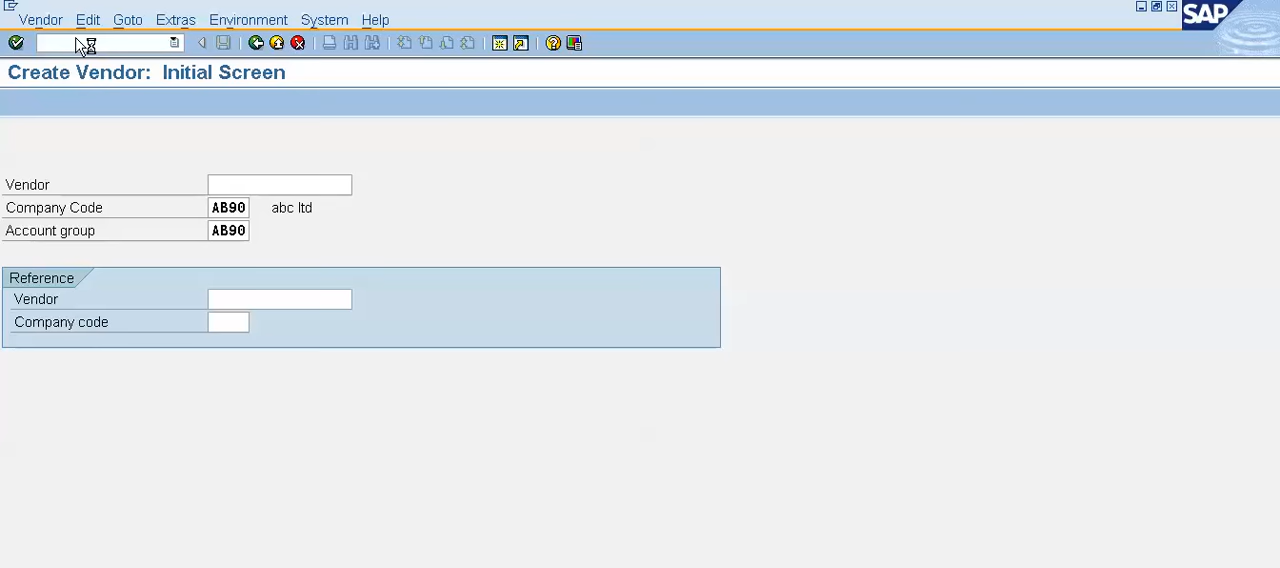 Vendor Edit Goto Extras Environment System Help
SAP
Create Vendor: Initial Screen
Vendor
Company Code AB90 abc ltd
Account group AB90
Reference
Vendor
Company code